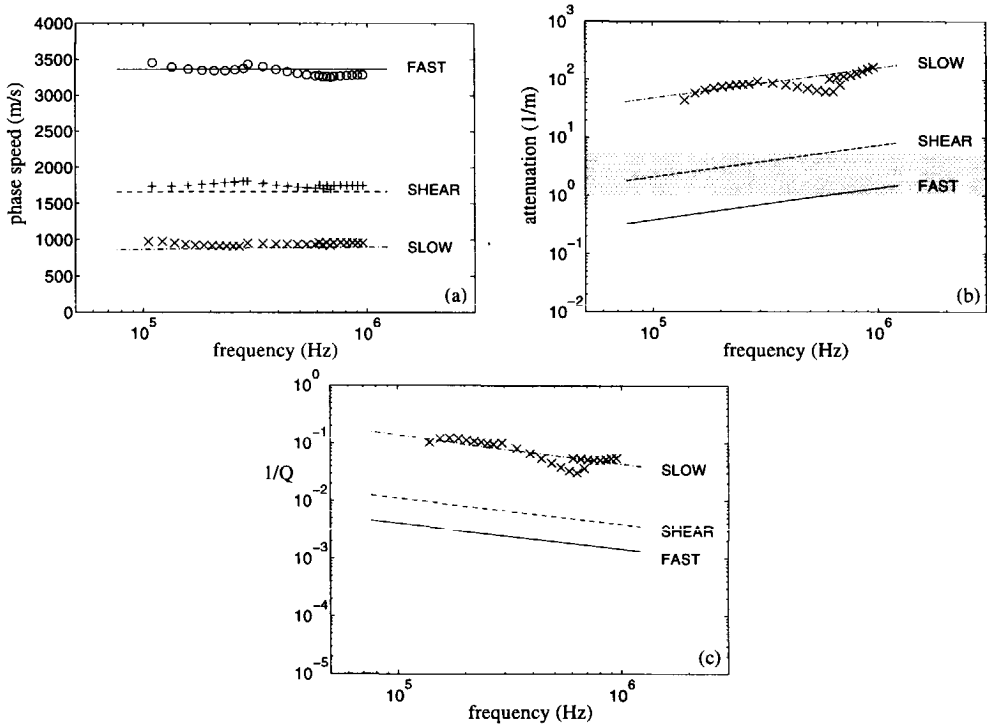 4000
3500
3000
2500
2000
1500
1000
500
0
phase speed (m/s)
FAST
SHEAR
SLOW
(a)
10^5
10^6
frequency (Hz)
10^3
10^2
10^1
10^0
10^-1
10^-2
attenuation (1/m)
SLOW
SHEAR
FAST
(b)
10^5
10^6
frequency (Hz)
10^0
10^-1
10^-2
10^-3
10^-4
10^-5
1/Q
SLOW
SHEAR
FAST
(c)
10^5
10^6
frequency (Hz)